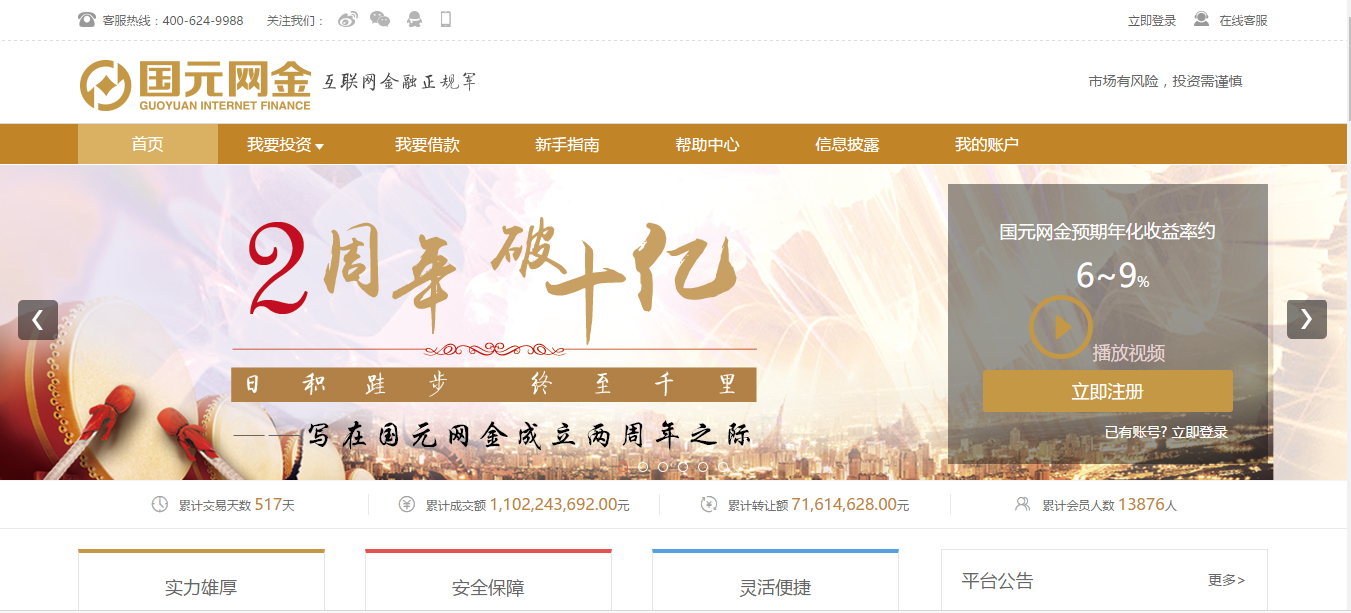 客服热线：400-624-9988 关注我们： 立即登录 在线客服
国元网金 互联网金融正规军
GUOYUAN INTERNET FINANCE
市场有风险，投资需谨慎
首页 我要投资 我要借款 新手指南 帮助中心 信息披露 我的账户
2周年 破十亿
日积跬步 终至千里
——写在国元网金成立两周年之际
国元网金预期年化收益率约
6~9%
播放视频
立即注册
已有账号? 立即登录
累计交易天数 517天 累计成交额 1,102,243,692.00元 累计转让额 71,614,628.00元 累计会员人数 13876人
实力雄厚 安全保障 灵活便捷 平台公告 更多>